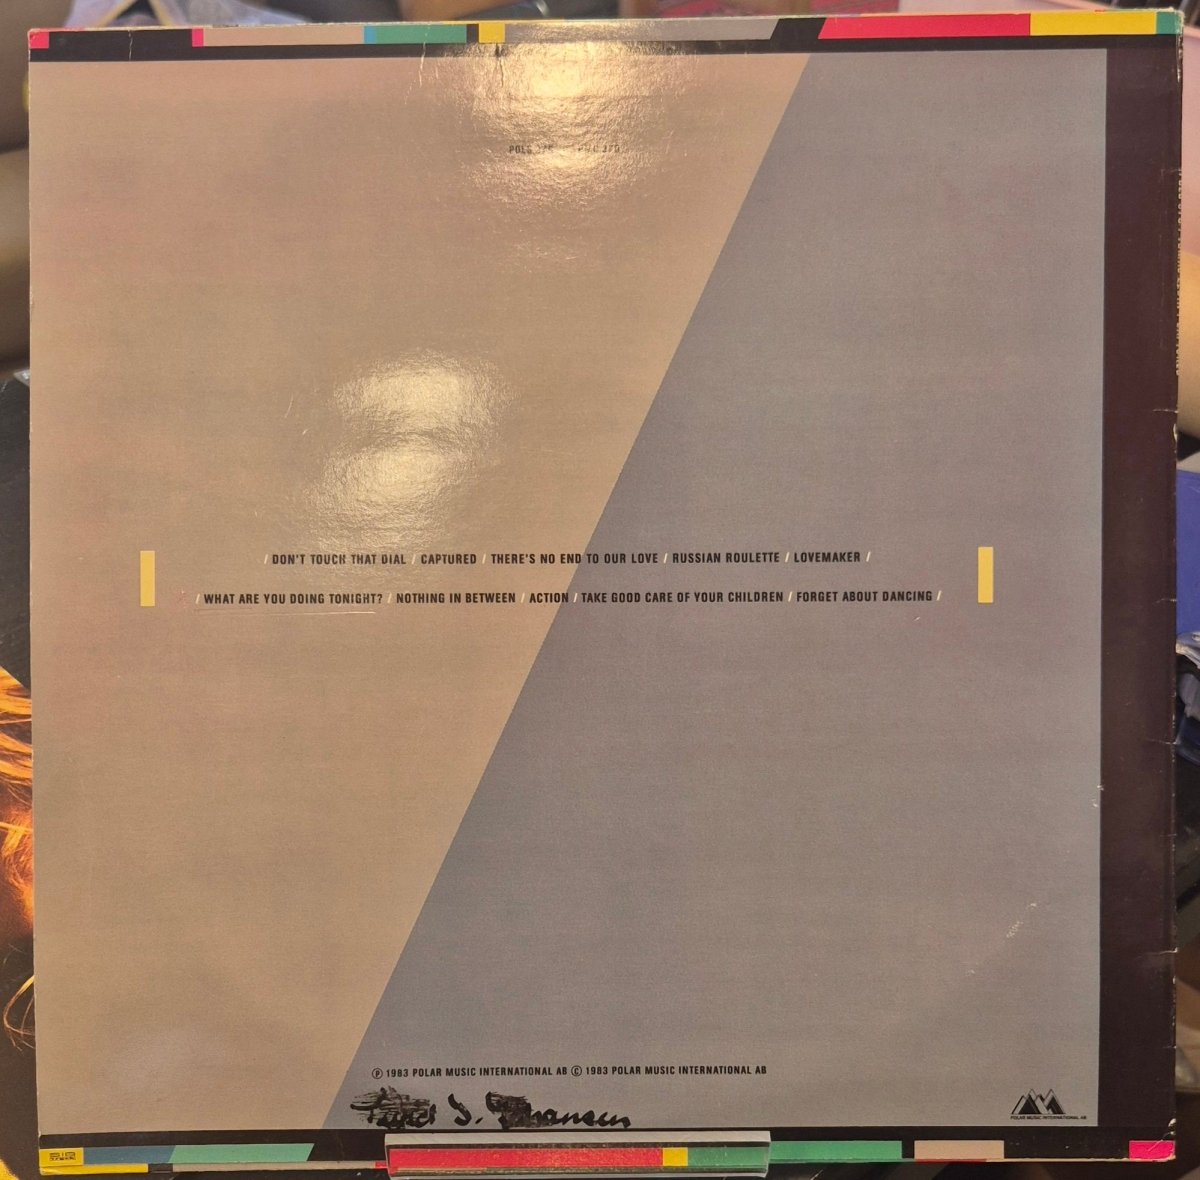 / DON'T TOUCH THAT DIAL / CAPTURED / THERE'S NO END TO OUR LOVE / RUSSIAN ROULETTE / LOVEMAKER /
/ WHAT ARE YOU DOING TONIGHT? / NOTHING IN BETWEEN / ACTION / TAKE GOOD CARE OF YOUR CHILDREN / FORGET ABOUT DANCING /
Ⓟ 1983 POLAR MUSIC INTERNATIONAL AB © 1983 POLAR MUSIC INTERNATIONAL AB
POLAR MUSIC INTERNATIONAL AB